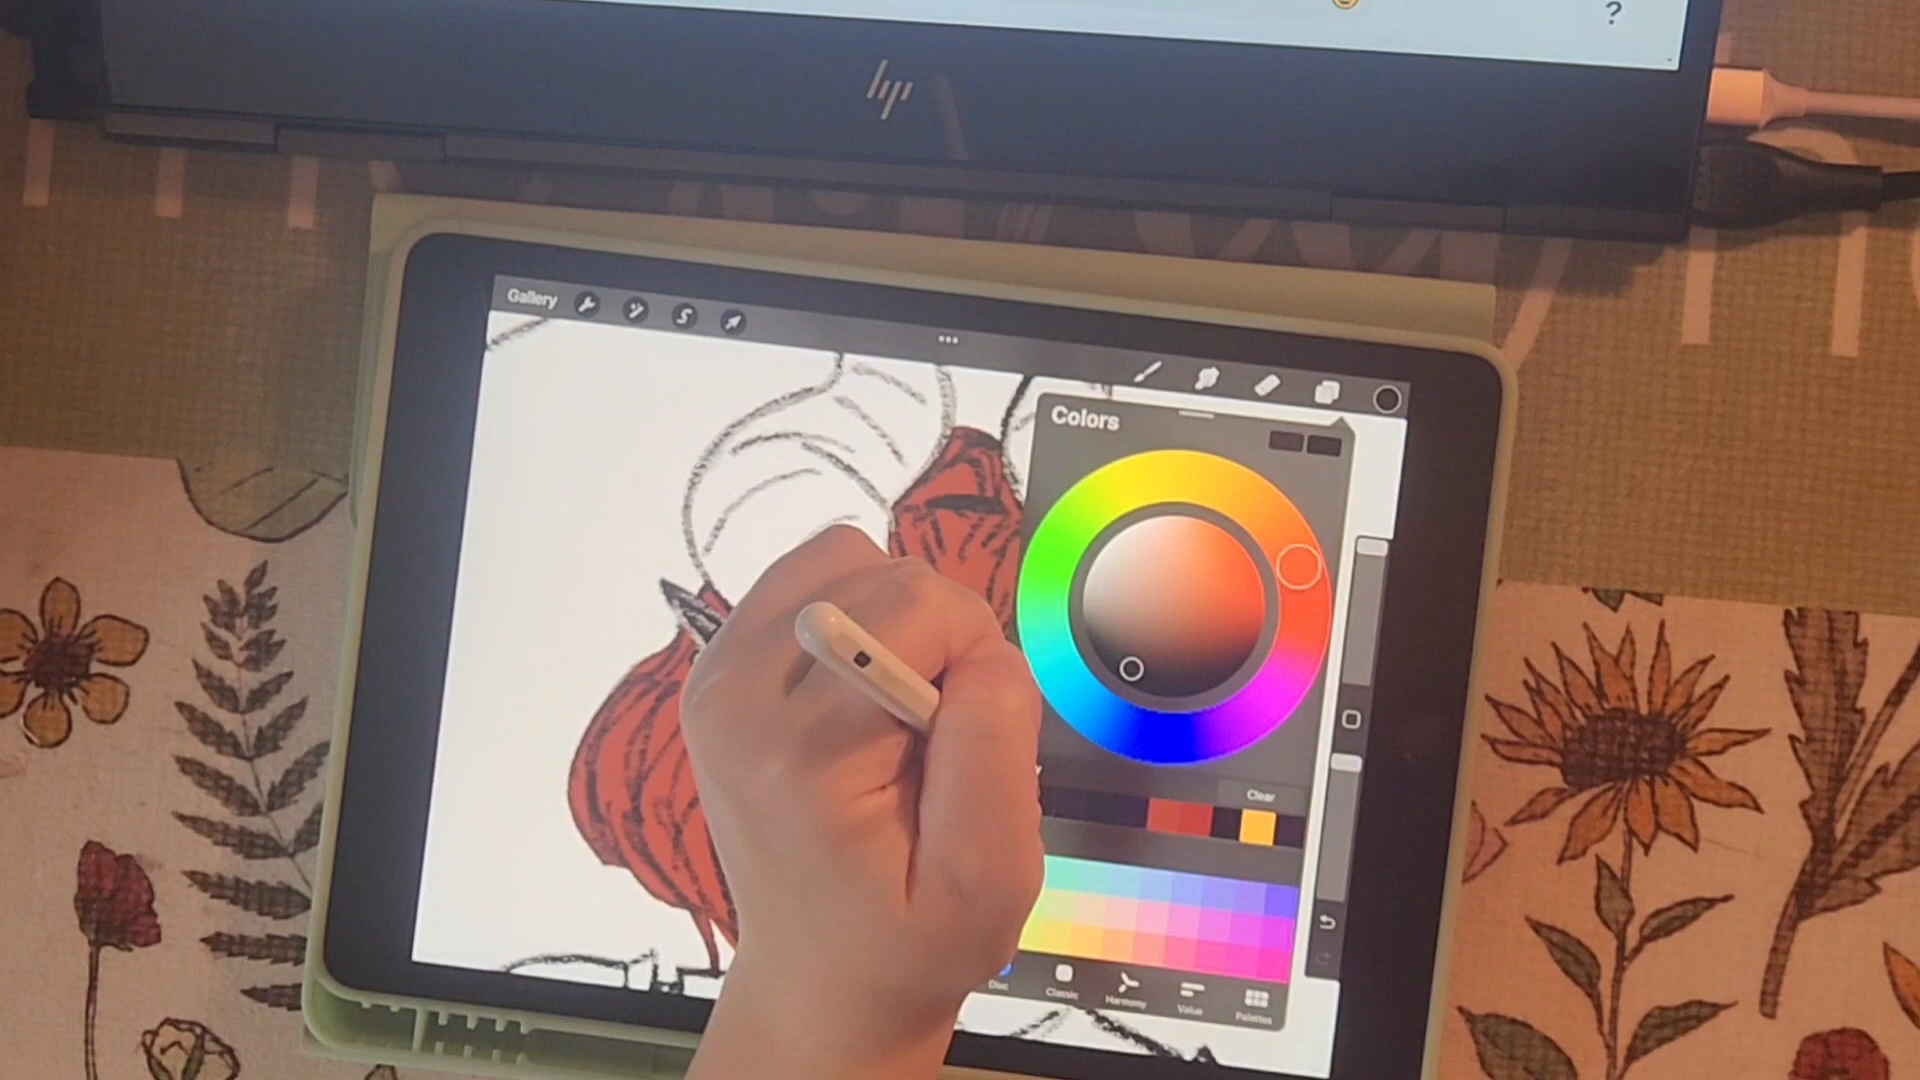 ?
hp
Gallery
Colors
Clear
Disc
Classic
Harmony
Value
Palettes